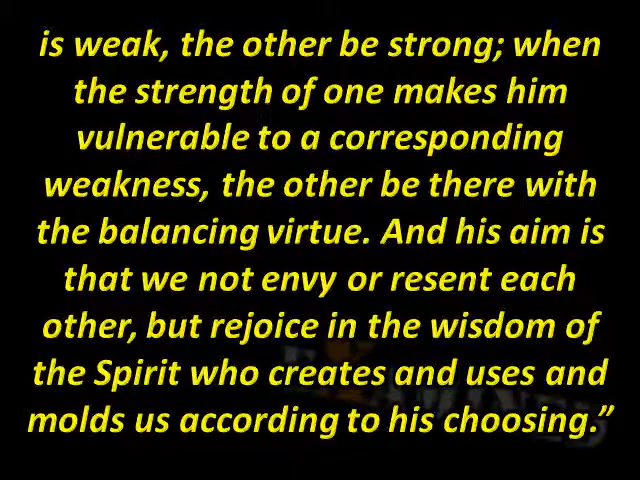 is weak, the other be strong; when
the strength of one makes him
vulnerable to a corresponding
weakness, the other be there with
the balancing virtue. And his aim is
that we not envy or resent each
other, but rejoice in the wisdom of
the Spirit who creates and uses and
molds us according to his choosing.”